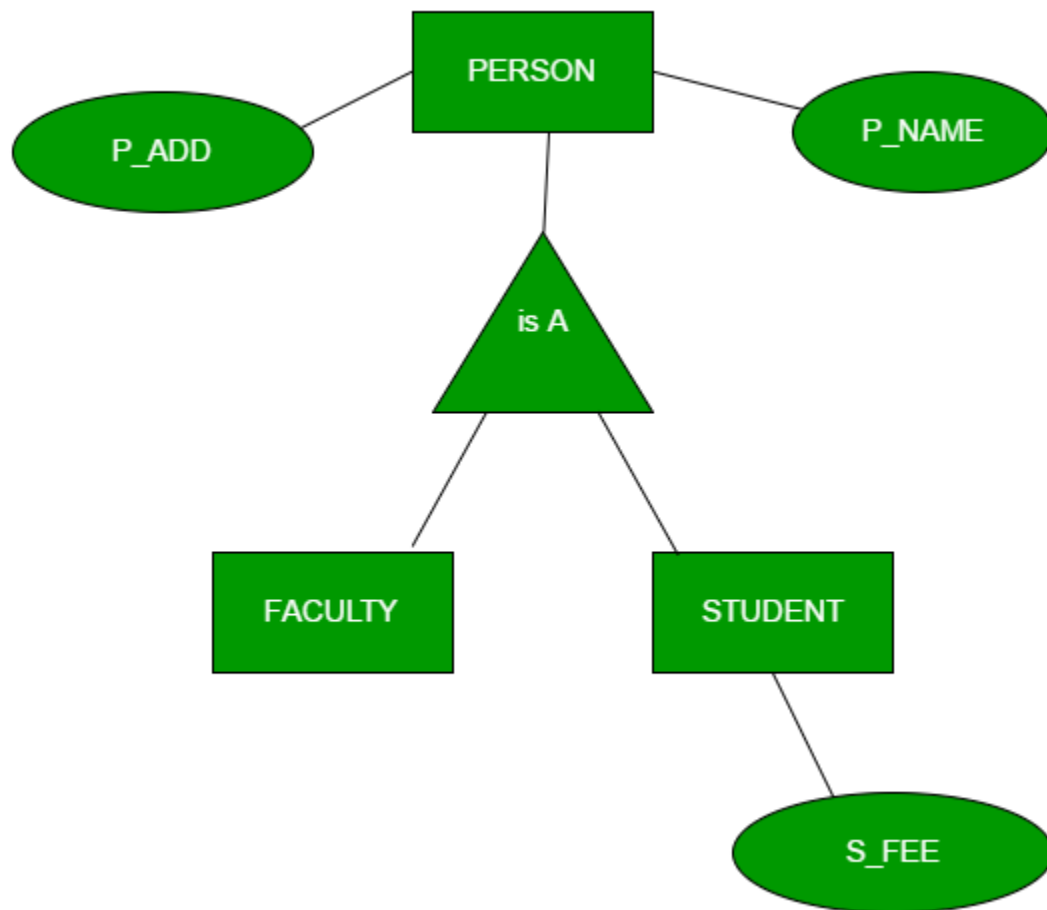 PERSON
P_ADD
P_NAME
is A
FACULTY
STUDENT
S_FEE